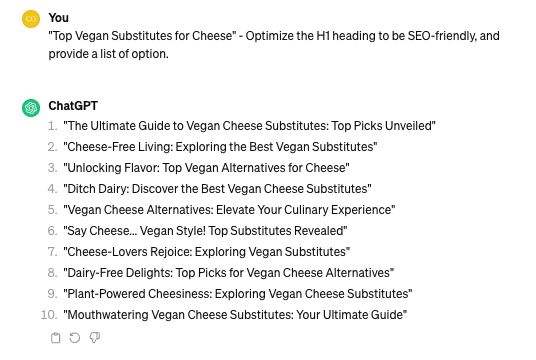 You
"Top Vegan Substitutes for Cheese" - Optimize the H1 heading to be SEO-friendly, and
provide a list of option.
ChatGPT
1. "The Ultimate Guide to Vegan Cheese Substitutes: Top Picks Unveiled"
2. "Cheese-Free Living: Exploring the Best Vegan Substitutes"
3. "Unlocking Flavor: Top Vegan Alternatives for Cheese"
4. "Ditch Dairy: Discover the Best Vegan Cheese Substitutes"
5. "Vegan Cheese Alternatives: Elevate Your Culinary Experience"
6. "Say Cheese... Vegan Style! Top Substitutes Revealed"
7. "Cheese-Lovers Rejoice: Exploring Vegan Substitutes"
8. "Dairy-Free Delights: Top Picks for Vegan Cheese Alternatives"
9. "Plant-Powered Cheesiness: Exploring Vegan Cheese Substitutes"
10. "Mouthwatering Vegan Cheese Substitutes: Your Ultimate Guide"